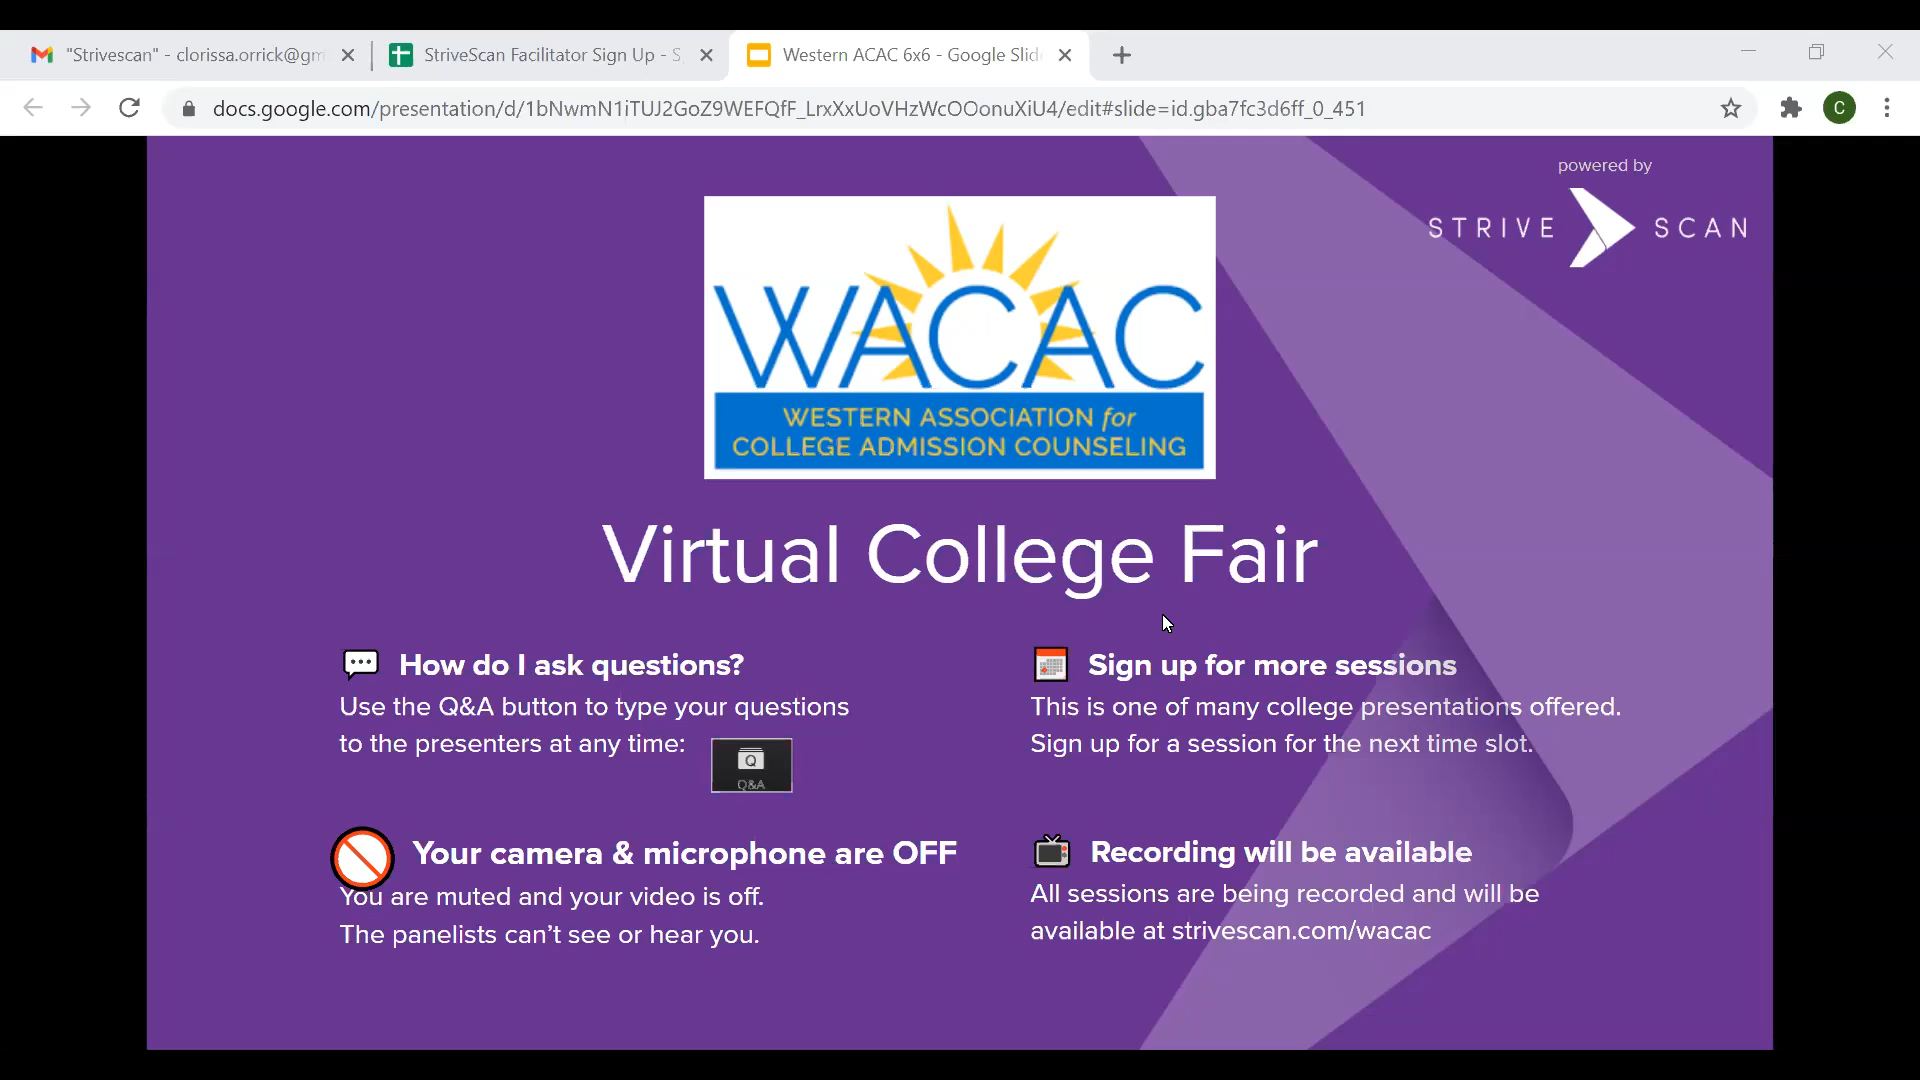 "Strivescan" - clorissa.orrick@gm
StriveScan Facilitator Sign Up - S
Western ACAC 6x6 - Google Slid
docs.google.com/presentation/d/1bNwmN1iTUJ2GoZ9WEFQfF_LrxXxUoVHzWcOOonuXiU4/edit#slide=id.gba7fc3d6ff_0_451
C
powered by
STRIVE SCAN
WACAC
WESTERN ASSOCIATION for
COLLEGE ADMISSION COUNSELING
Virtual College Fair
How do I ask questions?
Use the Q&A button to type your questions
to the presenters at any time:
Q
Q&A
Sign up for more sessions
This is one of many college presentations offered.
Sign up for a session for the next time slot.
Your camera & microphone are OFF
You are muted and your video is off.
The panelists can't see or hear you.
Recording will be available
All sessions are being recorded and will be
available at strivescan.com/wacac